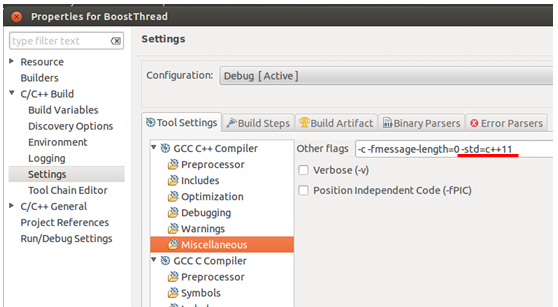 Properties for BoostThread
type filter text
Resource
Builders
C/C++ Build
Build Variables
Discovery Options
Environment
Logging
Settings
Tool Chain Editor
C/C++ General
Project References
Run/Debug Settings
Settings
Configuration: Debug [ Active ]
Tool Settings Build Steps Build Artifact Binary Parsers Error Parsers
GCC C++ Compiler
Preprocessor
Includes
Optimization
Debugging
Warnings
Miscellaneous
GCC C Compiler
Preprocessor
Symbols
Other flags -c -fmessage-length=0 -std=c++11
Verbose (-v)
Position Independent Code (-fPIC)